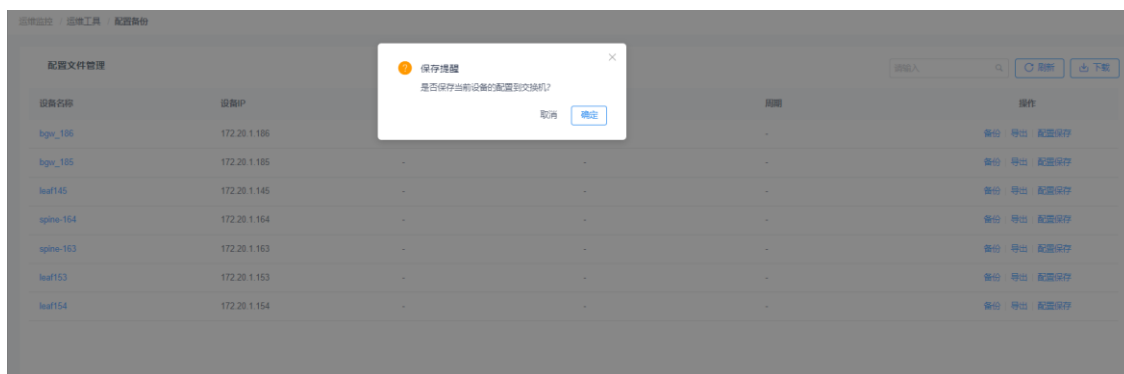 运维监控 / 运维工具 / 配置备份
配置文件管理
保存提醒
是否保存当前设备的配置到交换机?
取消 确定
请输入 刷新 下载
设备名称 设备IP 周期 操作
bgw_186 172.20.1.186 - 备份 导出 配置保存
bgw_185 172.20.1.185 - - - 备份 导出 配置保存
leaf145 172.20.1.145 - - - 备份 导出 配置保存
spine-164 172.20.1.164 - - - 备份 导出 配置保存
spine-163 172.20.1.163 - - - 备份 导出 配置保存
leaf153 172.20.1.153 - - - 备份 导出 配置保存
leaf154 172.20.1.154 - - - 备份 导出 配置保存